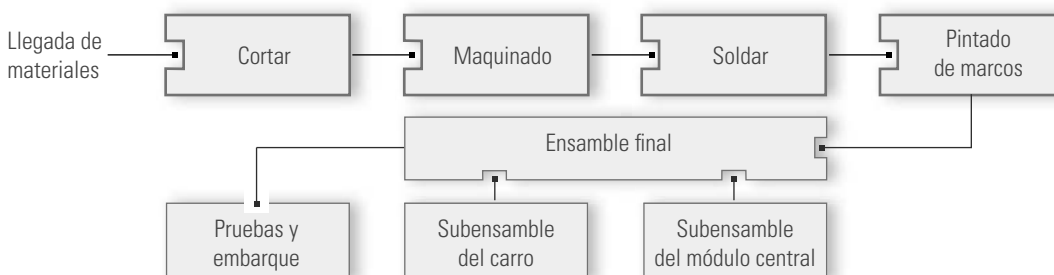 Llegada de
materiales
Cortar
Maquinado
Soldar
Pintado
de marcos
Ensamble final
Pruebas y
embarque
Subensamble
del carro
Subensamble
del módulo central